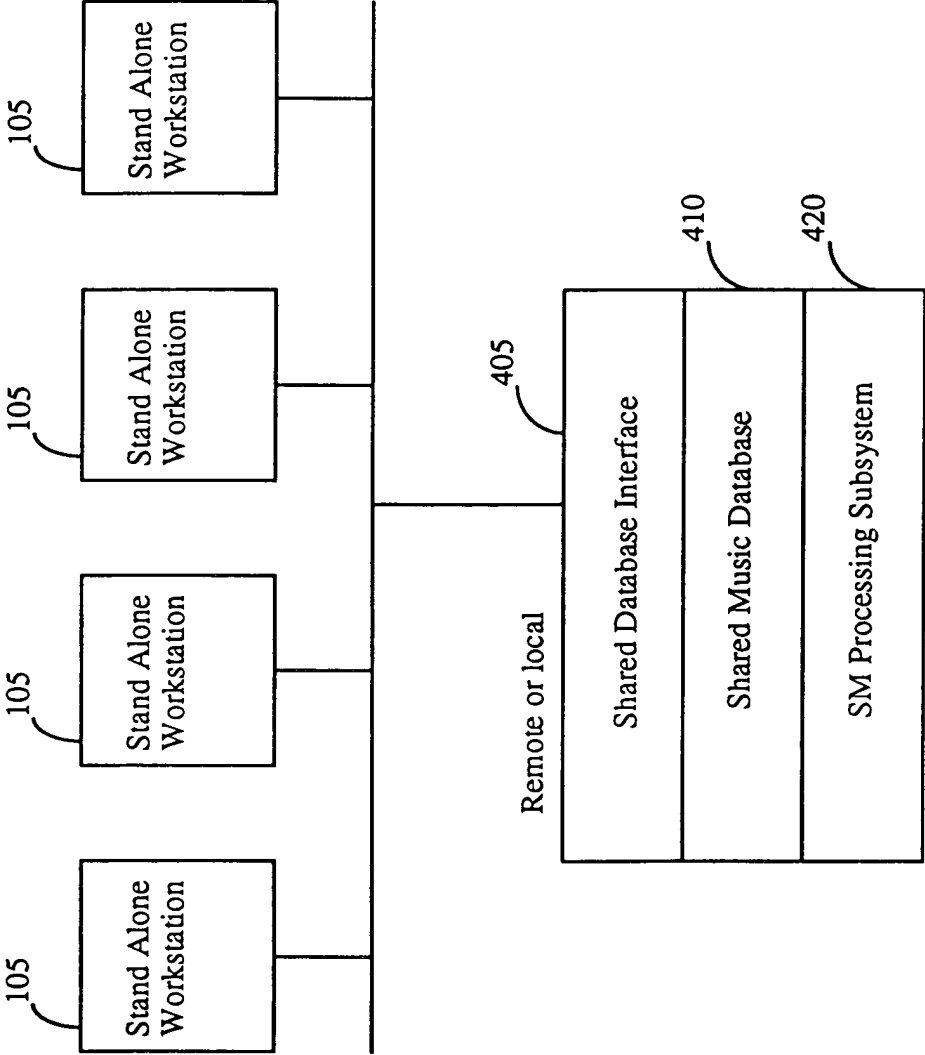 105
Stand Alone
Workstation
105
Stand Alone
Workstation
105
Stand Alone
Workstation
105
Stand Alone
Workstation
Remote or local
405
Shared Database Interface
410
Shared Music Database
420
SM Processing Subsystem